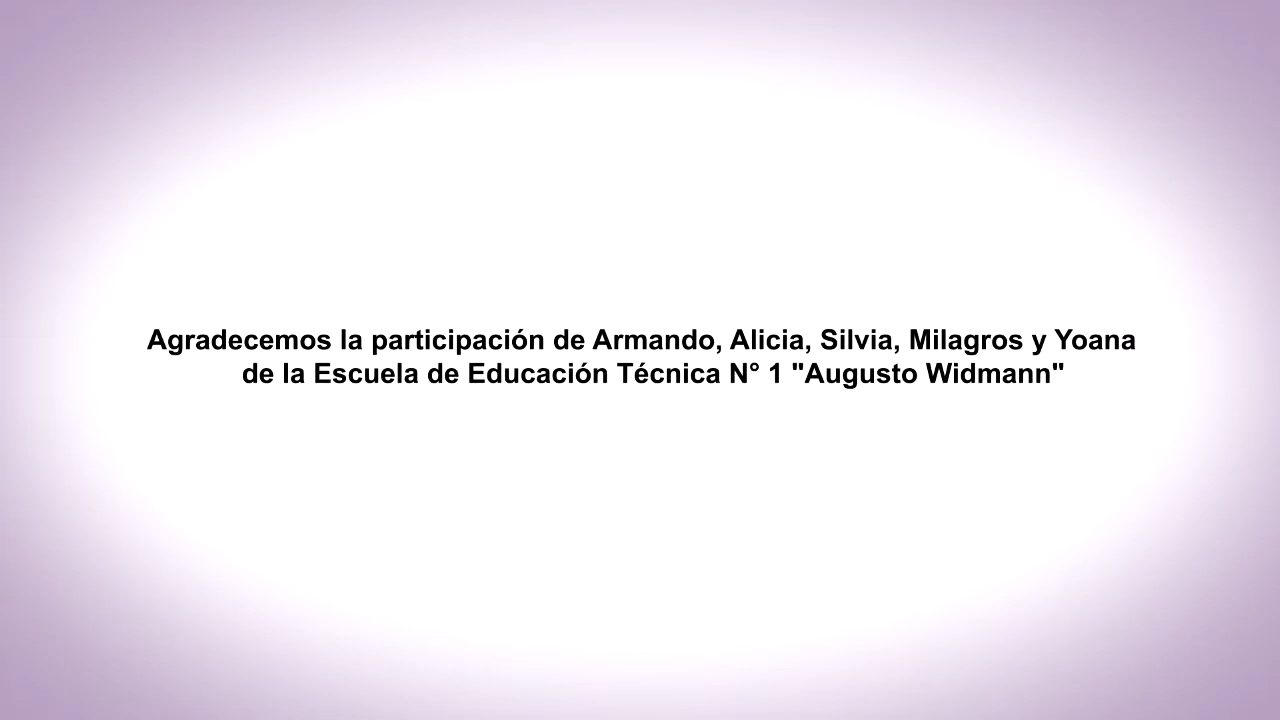 Agradecemos la participación de Armando, Alicia, Silvia, Milagros y Yoana
de la Escuela de Educación Técnica N° 1 "Augusto Widmann"